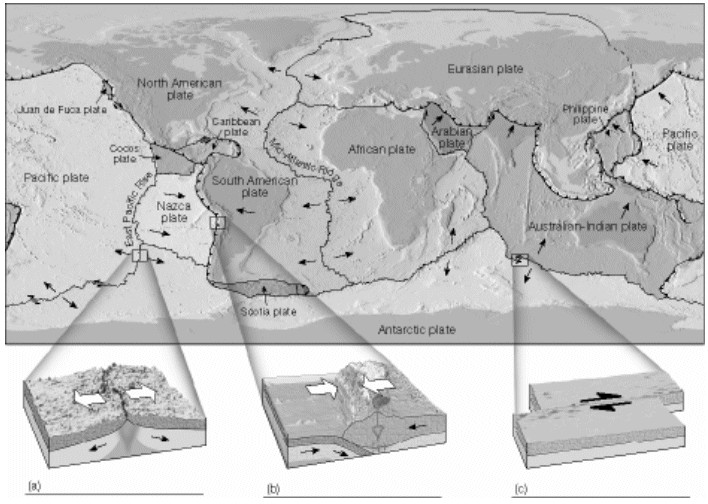 North American
plate
Eurasian plate
Juan de Fuca plate
Caribbean
plate
Philippine
plate
Arabian
plate
Pacific
plate
Cocos
plate
Mid-Atlantic Ridge
African plate
Pacific plate
East Pacific Rise
South American
plate
Nazca
plate
Australian-Indian plate
Scotia plate
Antarctic plate
(a)
(b)
(c)